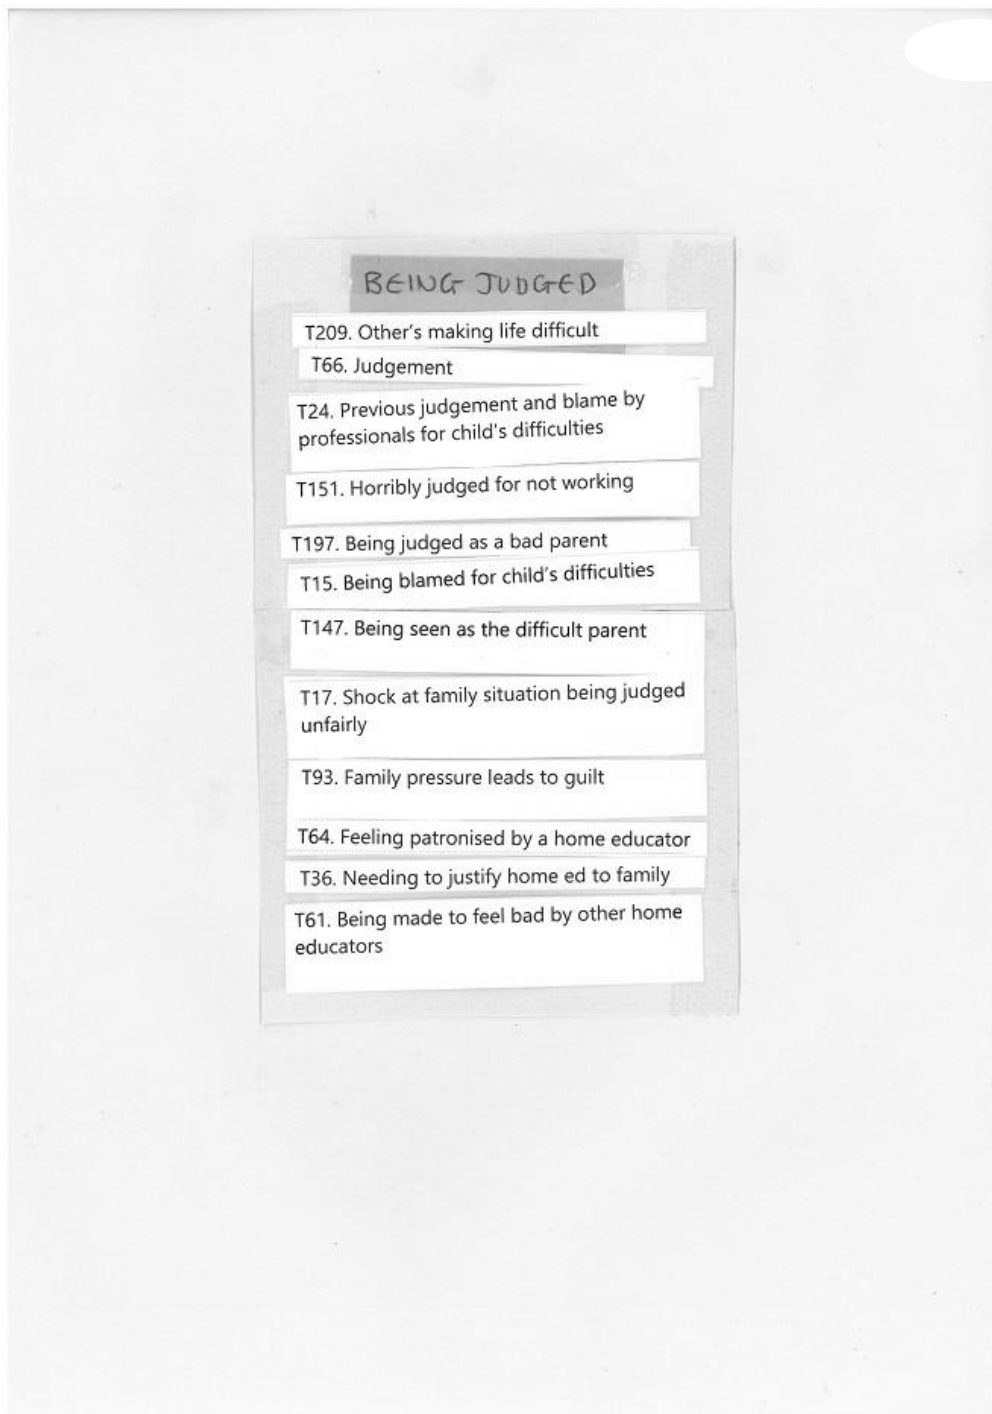 BEING JUDGED
T209. Other's making life difficult
T66. Judgement
T24. Previous judgement and blame by
professionals for child's difficulties
T151. Horribly judged for not working
T197. Being judged as a bad parent
T15. Being blamed for child's difficulties
T147. Being seen as the difficult parent
T17. Shock at family situation being judged
unfairly
T93. Family pressure leads to guilt
T64. Feeling patronised by a home educator
T36. Needing to justify home ed to family
T61. Being made to feel bad by other home
educators